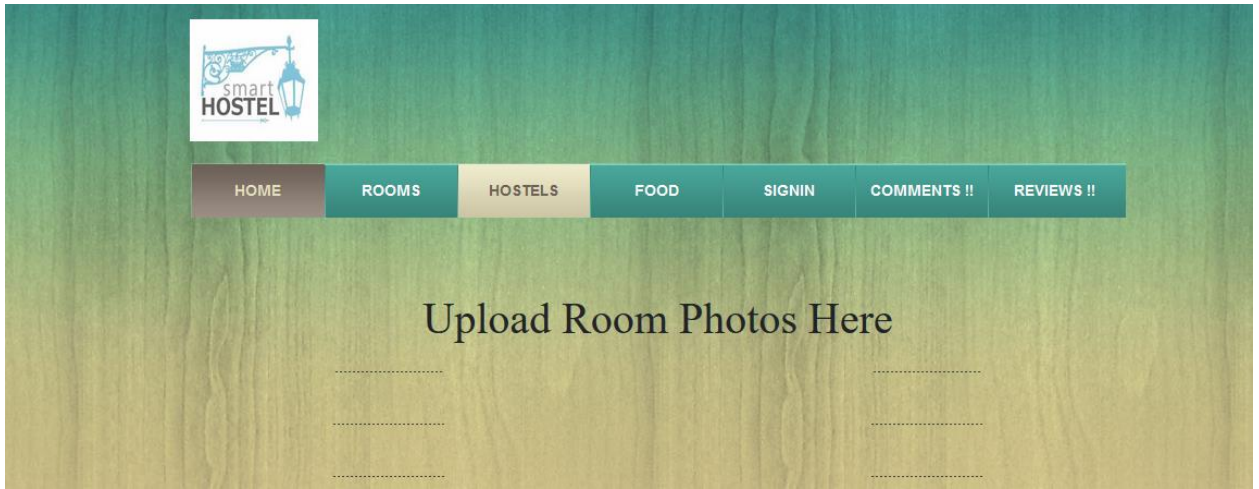 smart
HOSTEL
HOME ROOMS HOSTELS FOOD SIGNIN COMMENTS !! REVIEWS !!
Upload Room Photos Here